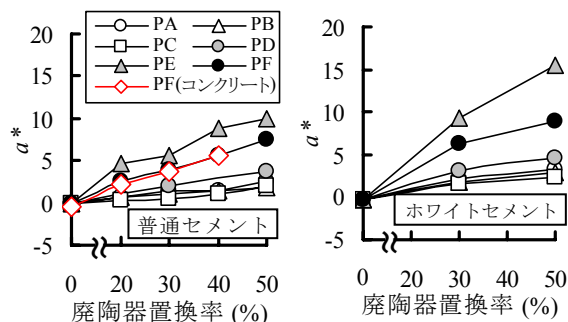 20
15
10
5
0
-5
a*
PA
PB
PC
PD
PE
PF
PF(コンクリート)
普通セメント
0 20 30 40 50
廃陶器置換率 (%)
20
15
10
5
0
-5
a*
ホワイトセメント
0 20 30 40 50
廃陶器置換率 (%)